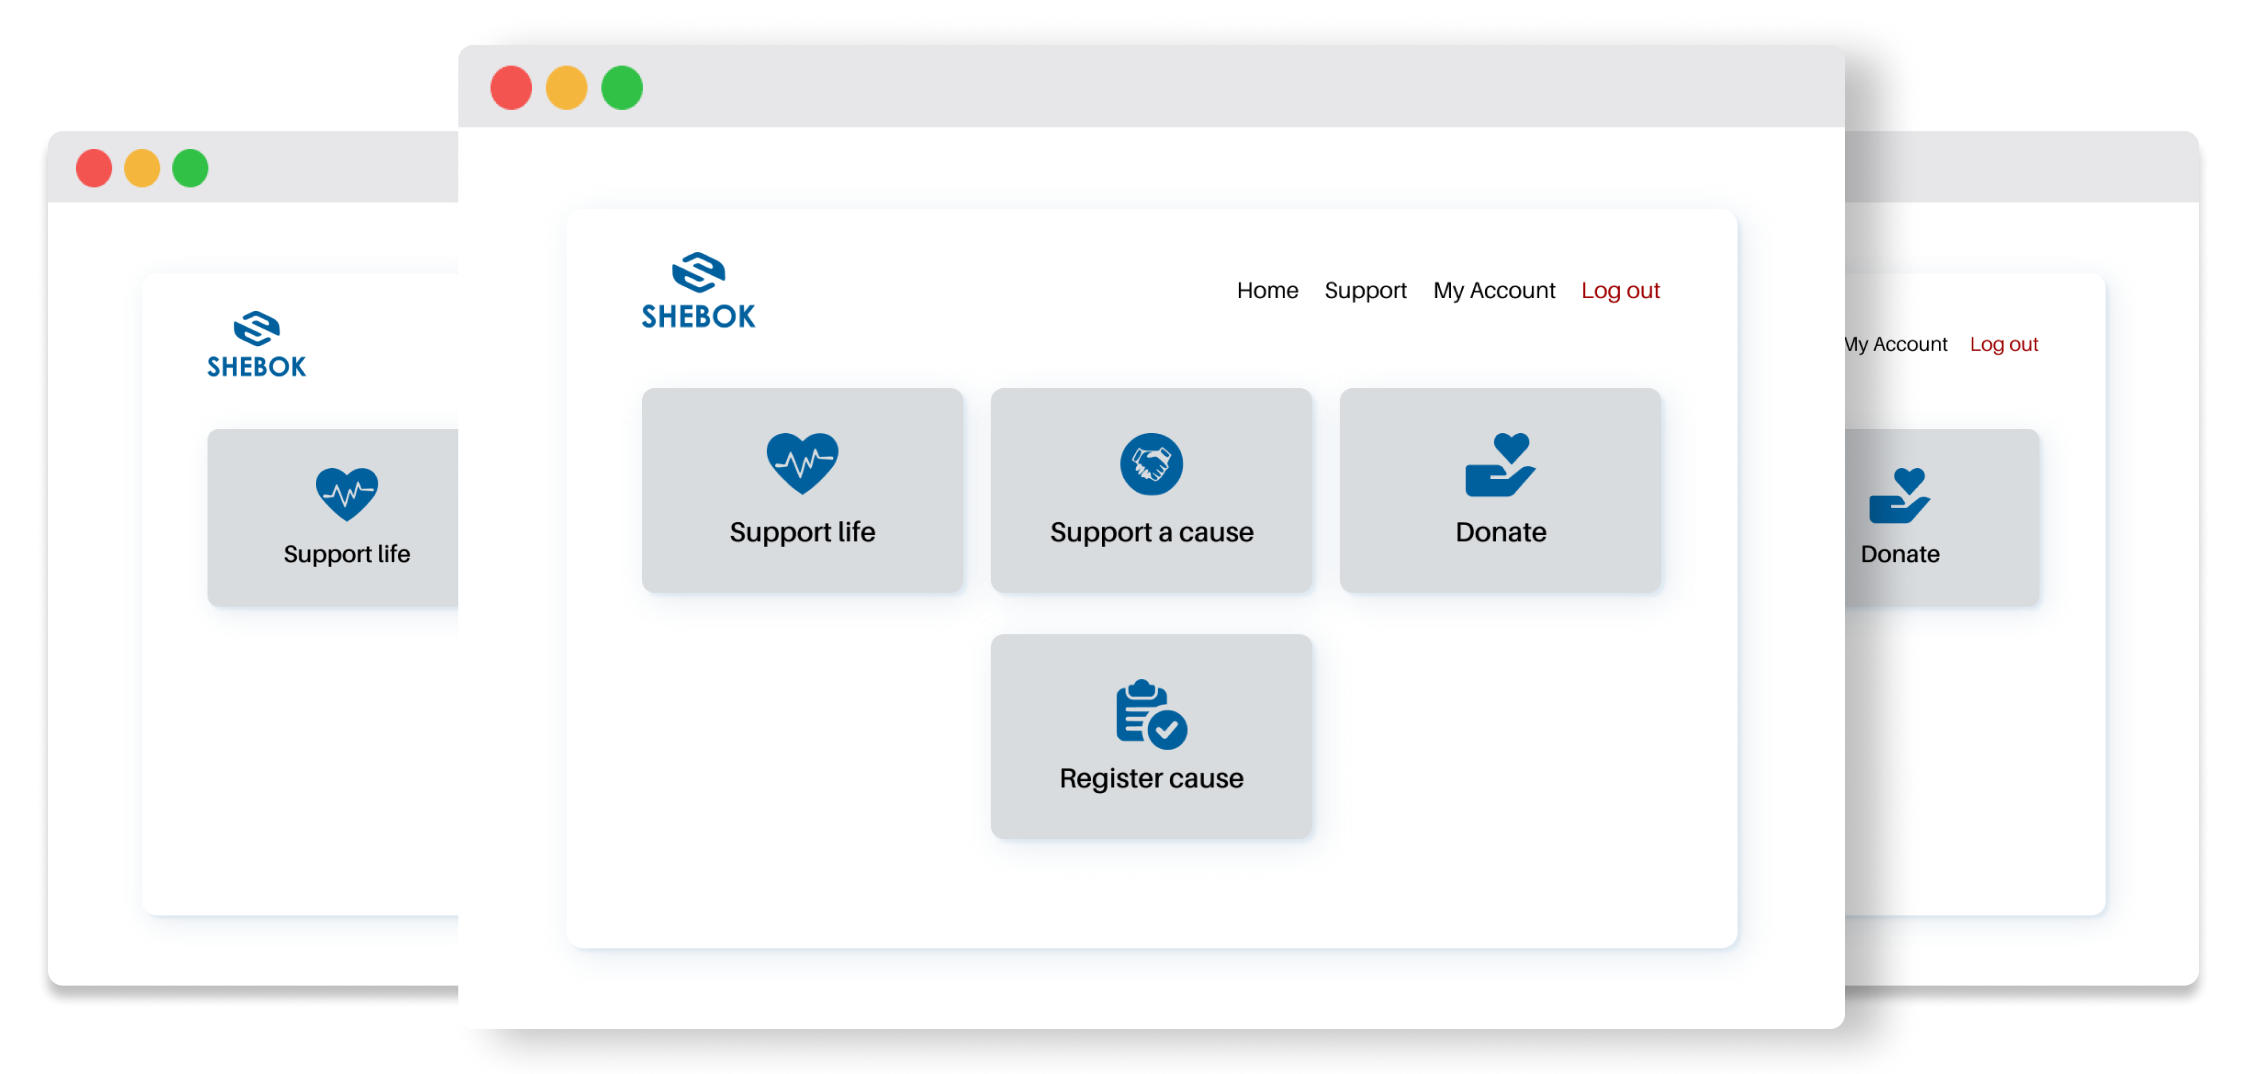 SHEBOK
Home Support My Account Log out
Support life
Support a cause
Donate
Register cause
SHEBOK
Support life
My Account Log out
Donate